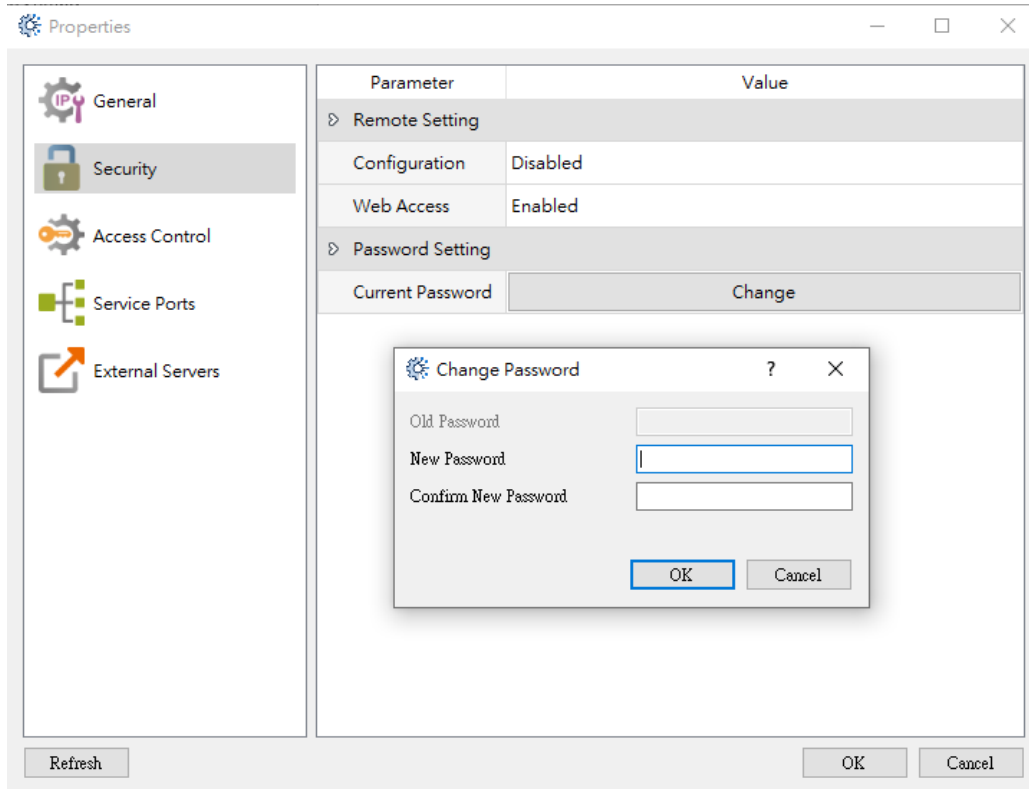 Properties
IP
General
Security
Access Control
Service Ports
External Servers
Parameter Value
Remote Setting
Configuration Disabled
Web Access Enabled
Password Setting
Current Password Change
Change Password ?
Old Password
New Password
Confirm New Password
OK Cancel
Refresh OK Cancel